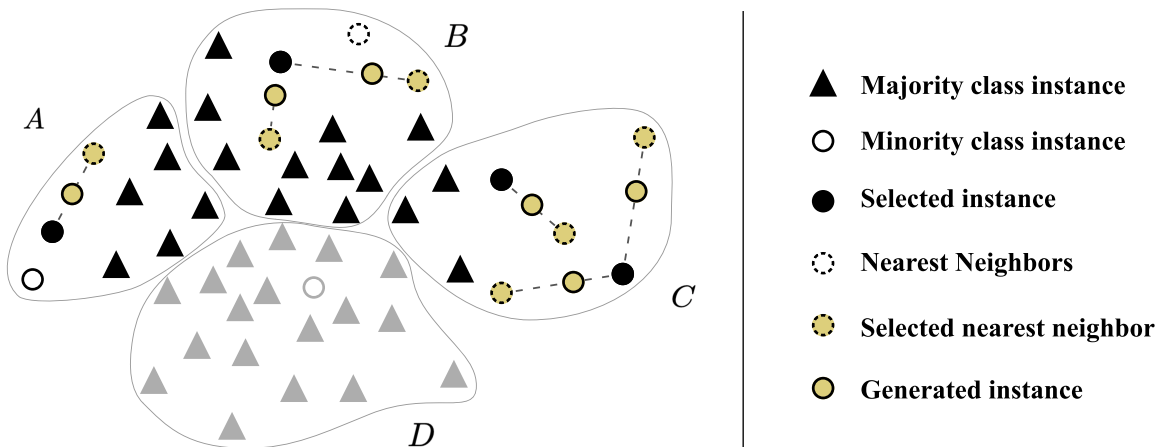 A
B
C
D
Majority class instance
Minority class instance
Selected instance
Nearest Neighbors
Selected nearest neighbor
Generated instance